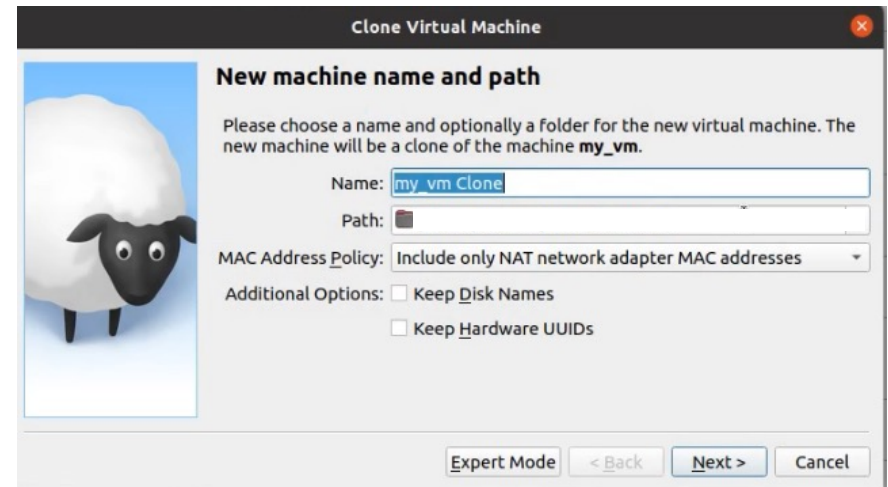 Clone Virtual Machine
New machine name and path
Please choose a name and optionally a folder for the new virtual machine. The
new machine will be a clone of the machine my_vm.
Name: my_vm Clone
Path:
MAC Address Policy: Include only NAT network adapter MAC addresses
Additional Options: Keep Disk Names
Keep Hardware UUIDs
Expert Mode < Back Next > Cancel